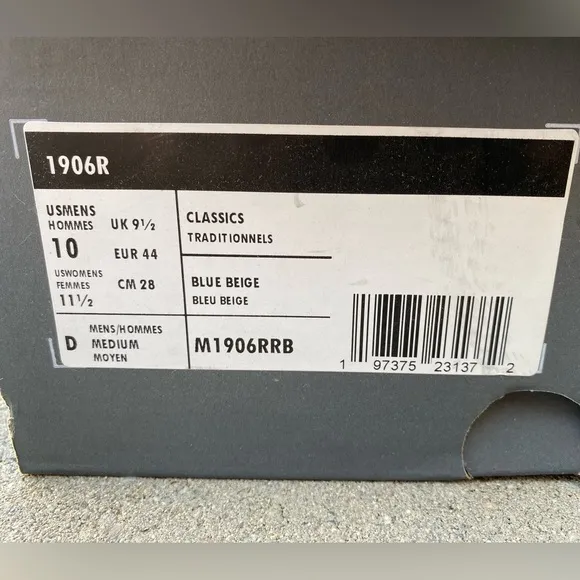 1906R
USMENS
HOMMES
10
UK 9½
EUR 44
USWOMENS
FEMMES
11½
CM 28
CLASSICS
TRADITIONNELS
BLUE BEIGE
BLEU BEIGE
D
MENS/HOMMES
MEDIUM
MOYEN
M1906RRB
1 97375 23137 2